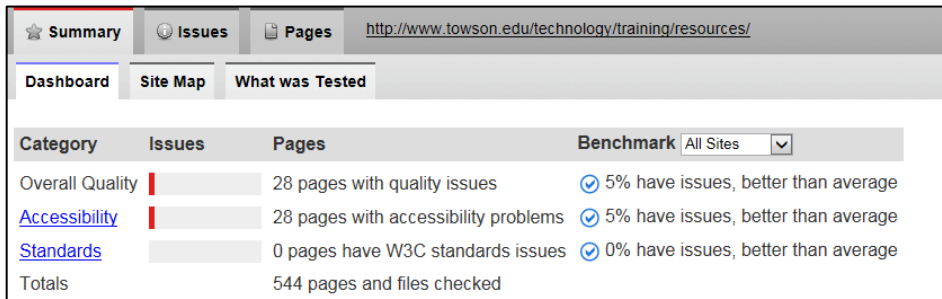 Summary Issues Pages http://www.towson.edu/technology/training/resources/
Dashboard Site Map What was Tested
Category Issues Pages Benchmark All Sites
Overall Quality 28 pages with quality issues 5% have issues, better than average
Accessibility 28 pages with accessibility problems 5% have issues, better than average
Standards 0 pages have W3C standards issues 0% have issues, better than average
Totals 544 pages and files checked